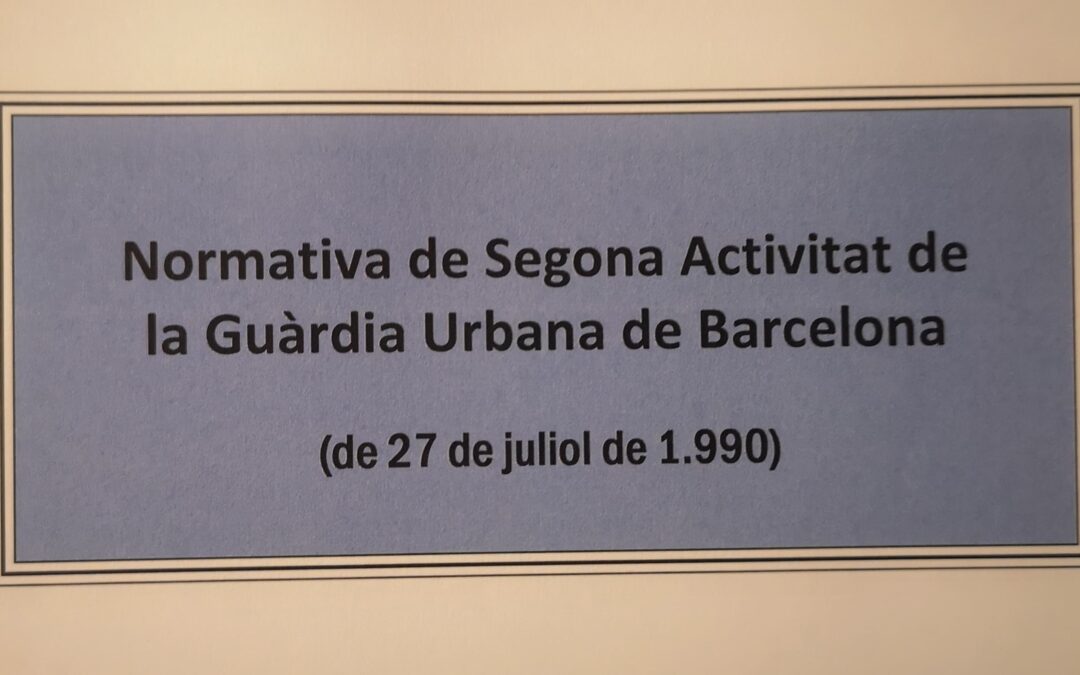 Normativa de Segona Activitat de
la Guàrdia Urbana de Barcelona
(de 27 de juliol de 1.990)